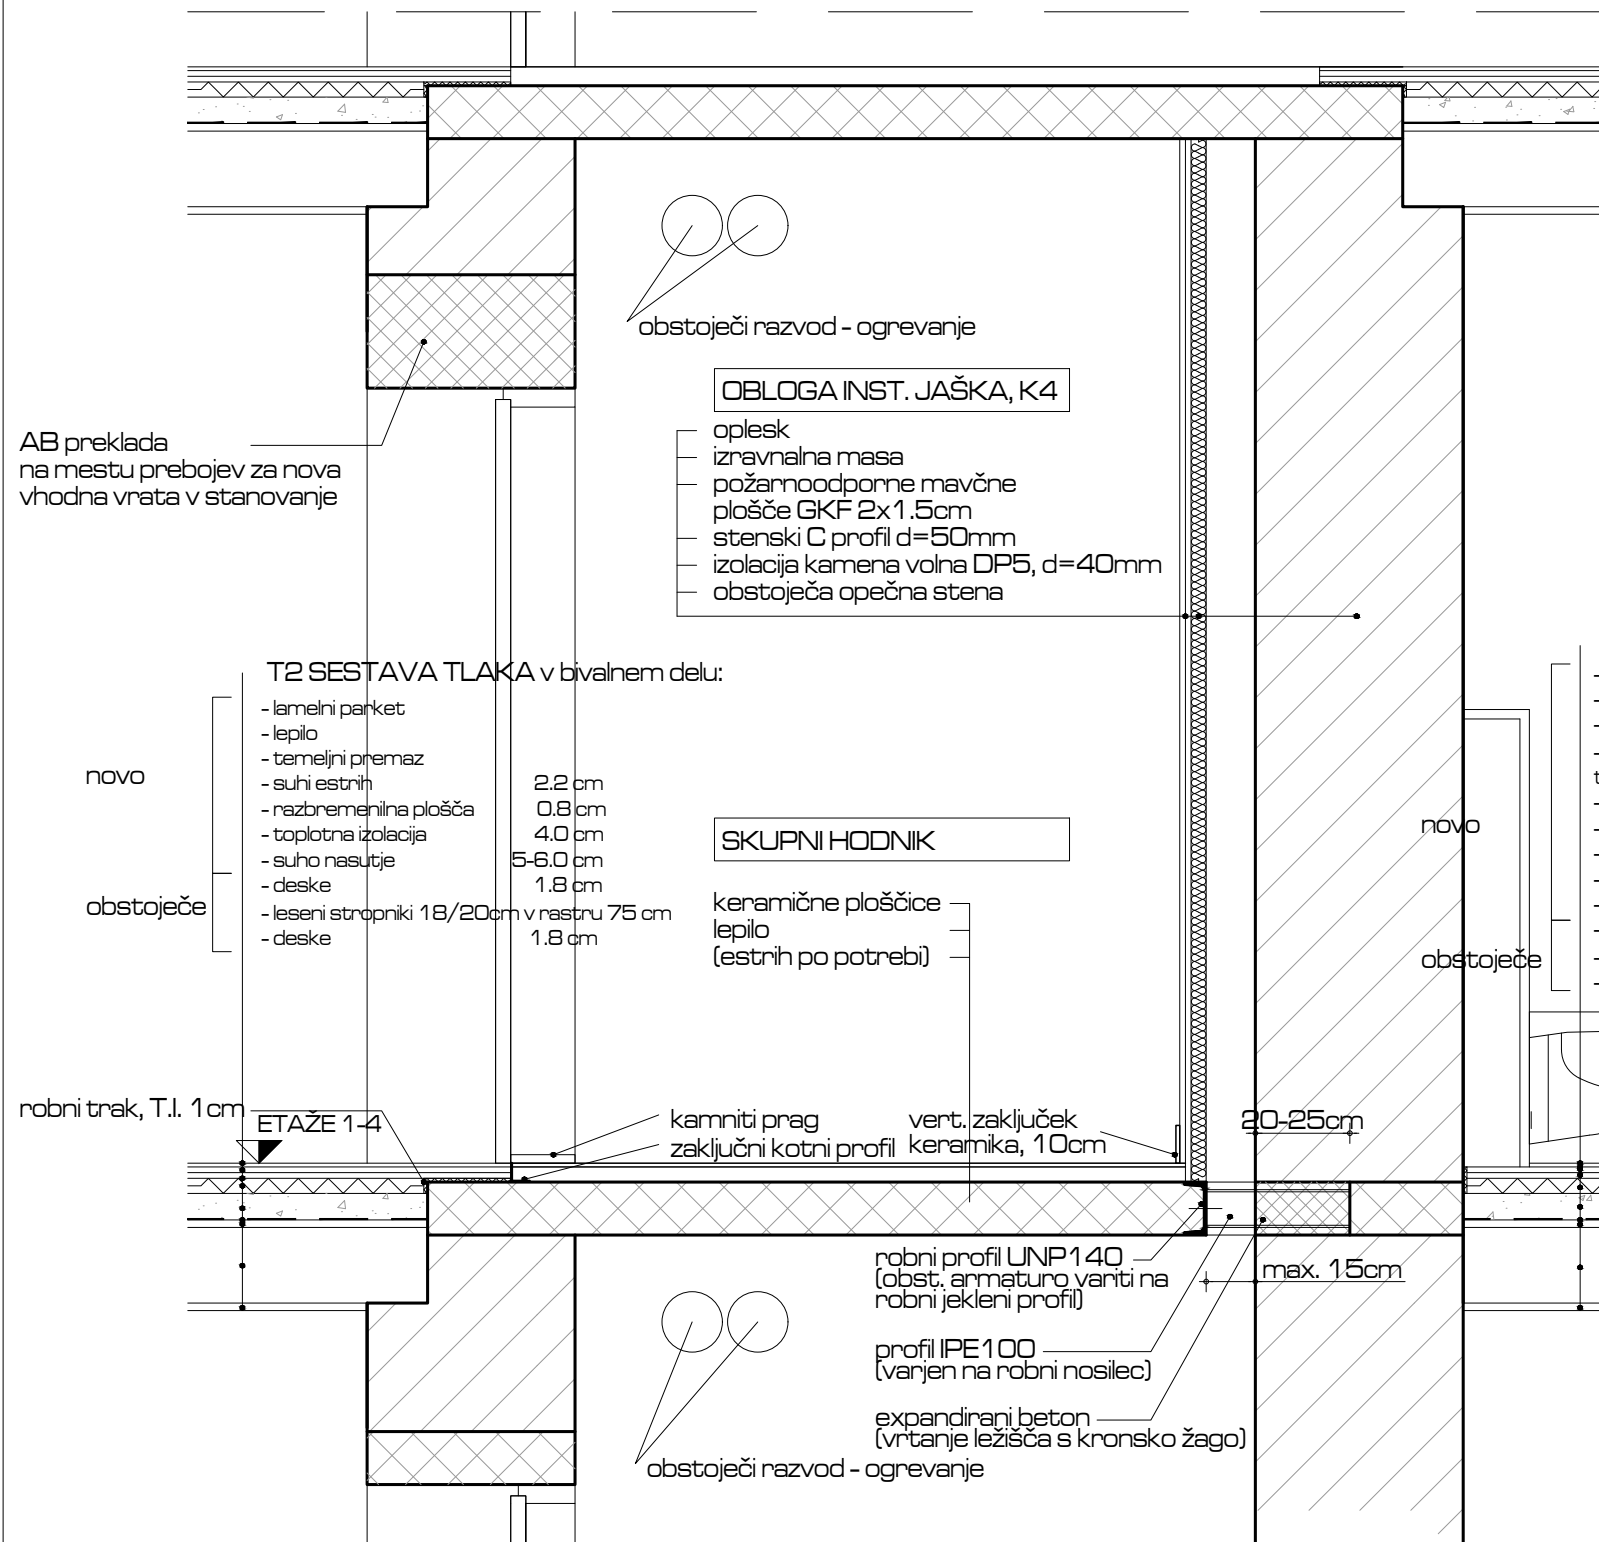 obstoječi razvod - ogrevanje
OBLOGA INST. JAŠKA, K4
oplesk
izravnalna masa
požarnoodporne mavčne
plošče GKF 2x1.5cm
stenski C profil d=50mm
izolacija kamena volna DP5, d=40mm
obstoječa opečna stena
AB preklada
na mestu prebojev za nova
vhodna vrata v stanovanje
T2 SESTAVA TLAKA v bivalnem delu:
- lamelni parket
- lepilo
- temeljni premaz
- suhi estrih 2.2 cm
- razbremenilna plošča 0.8 cm
- toplotna izolacija 4.0 cm
- suho nasutje 5-6.0 cm
- deske 1.8 cm
- leseni stropniki 18/20cm v rastru 75 cm
- deske 1.8 cm
novo
obstoječe
SKUPNI HODNIK
keramične ploščice
lepilo
(estrih po potrebi)
novo
obstoječe
robni trak, T.I. 1cm
ETAŽE 1-4
kamniti prag
zaključni kotni profil
vert. zaključek
keramika, 10cm
20-25cm
robni profil UNP140
(obst. armaturo variti na
robni jekleni profil)
max. 15cm
profil IPE100
(varjen na robni nosilec)
expandirani beton
(vrtanje ležišča s kronsko žago)
obstoječi razvod - ogrevanje